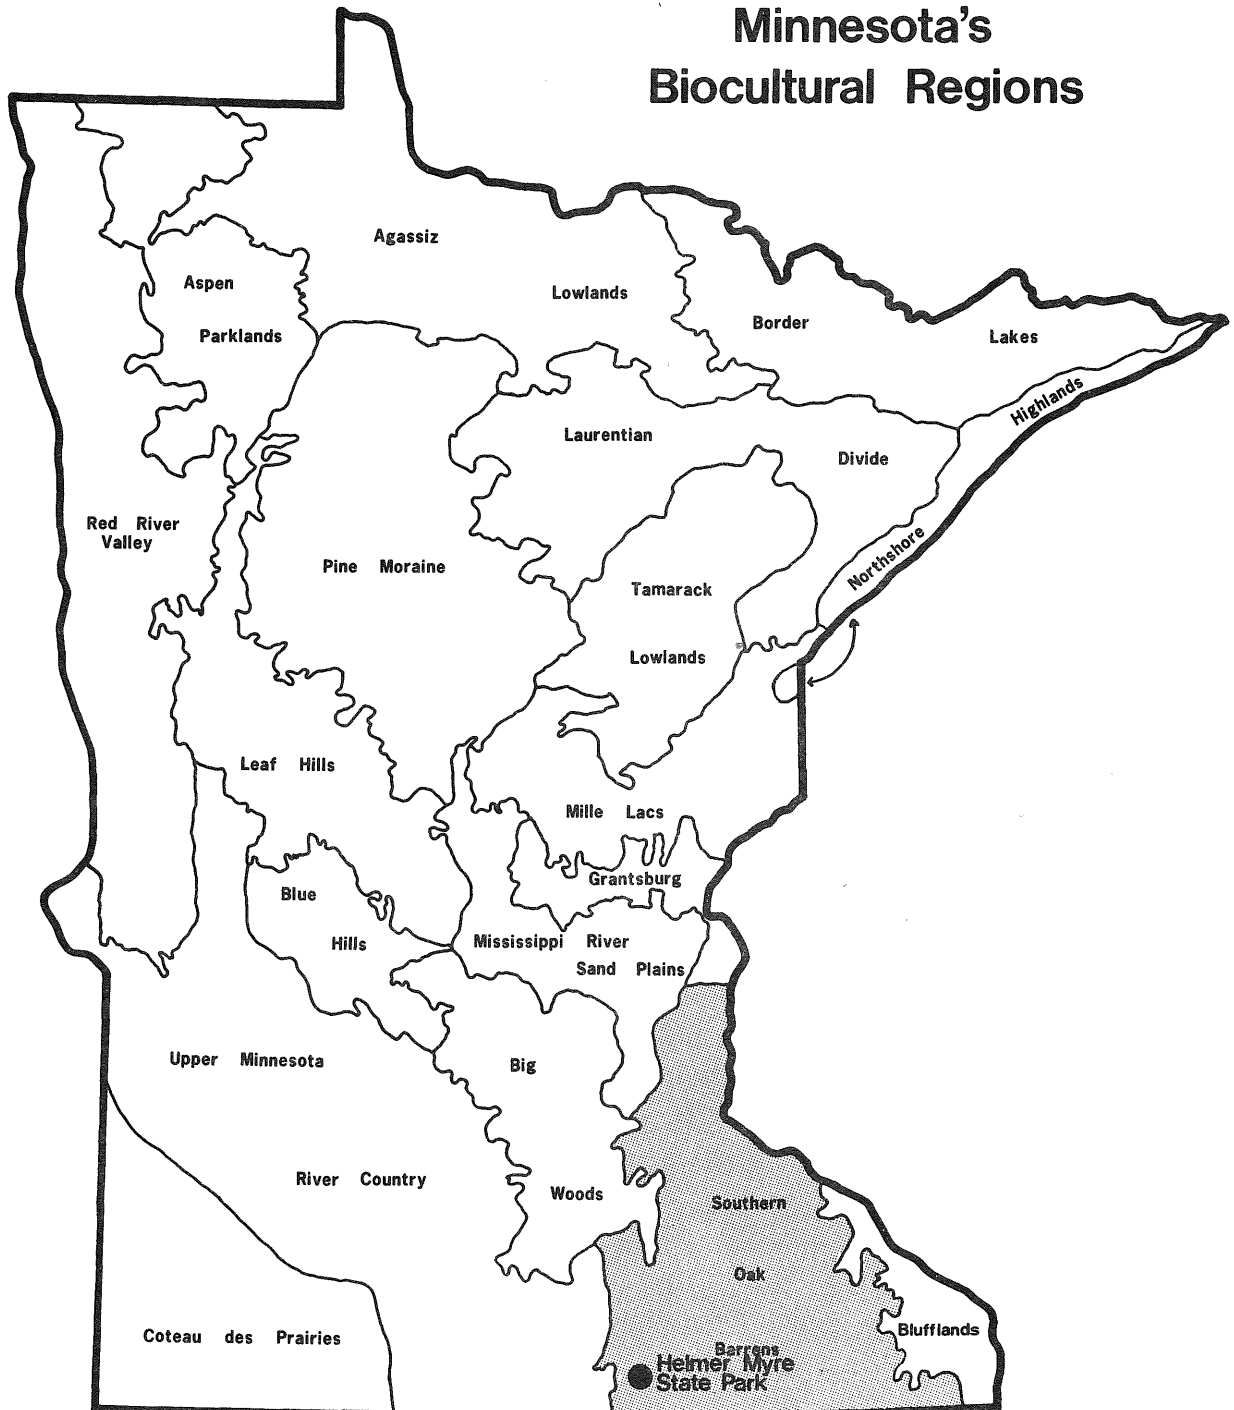 Minnesota's
Biocultural Regions
Agassiz
Lowlands
Aspen
Parklands
Border
Lakes
Highlands
Laurentian
Divide
Red River
Valley
Pine Moraine
Northshore
Tamarack
Lowlands
Leaf Hills
Mille Lacs
Grantsburg
Blue
Hills
Mississippi River
Sand Plains
Upper Minnesota
River Country
Big
Woods
Southern
Oak
Barrens
Blufflands
Coteau des Prairies
Helmer Myre
State Park